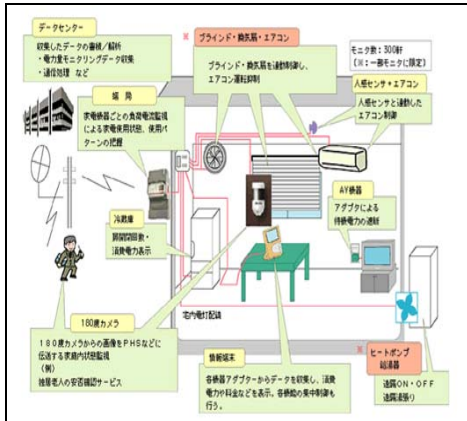 データセンター
収集したデータの蓄積／解析
・電力量モニタリングデータ収集
・通信処理 など
※ ブラインド・換気扇・エアコン
ブラインド・換気扇を連動制御し、
エアコン運転抑制
モニタ数：300軒
（※：一部モニタに限定）
人感センサ＋エアコン
人感センサと連動した
エアコン制御
端 局
家電機器ごとの負荷電流監視
による家電使用状態、使用パ
ターンの把握
冷蔵庫
扉開閉回数・
消費電力表示
AV機器
アダプタによる
待機電力の遮断
宅内電灯配線
180度カメラ
180度カメラからの画像をPHSなどに
伝送する家庭内状態監視
（例）
独居老人の安否確認サービス
情報端末
各機器アダプターからデータを収集し、消費
電力や料金などを表示。各機能の集中制御も
行う。
※
ヒートポンプ
給湯器
遠隔ON・OFF
遠隔湯張り